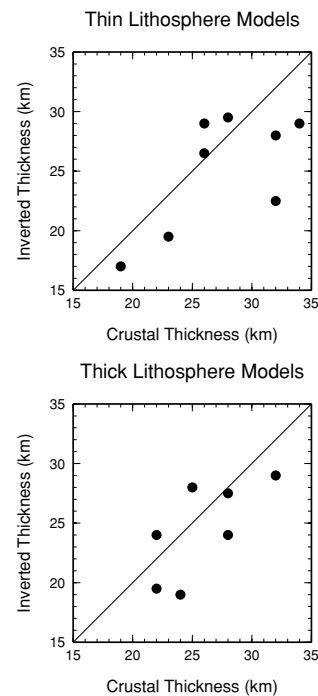 Thin Lithosphere Models
35
30
25
20
15
Inverted Thickness (km)
15 20 25 30 35
Crustal Thickness (km)
Thick Lithosphere Models
35
30
25
20
15
Inverted Thickness (km)
15 20 25 30 35
Crustal Thickness (km)